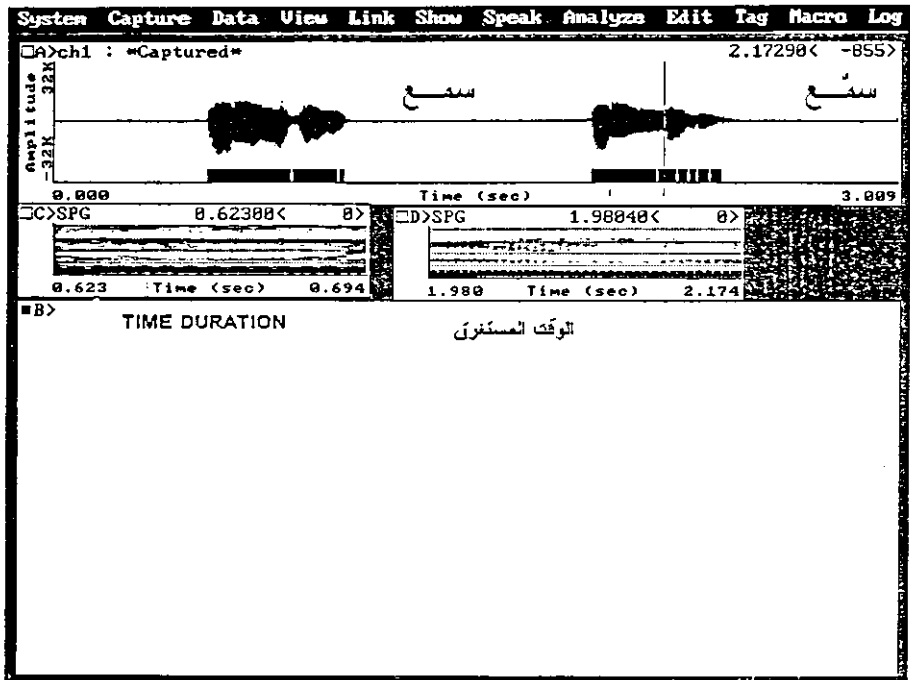 System Capture Data View Link Show Speak Analyze Edit Tag Macro Log
A>ch1 : *Captured* 2.17290< -855>
Amplitude
32K
-32K
سمع
سمّع
0.000 Time (sec) 3.009
C>SPG 0.62300< 0>
D>SPG 1.98040< 0>
0.623 Time (sec) 0.694
1.980 Time (sec) 2.174
B>
TIME DURATION
الوقت المستغرق